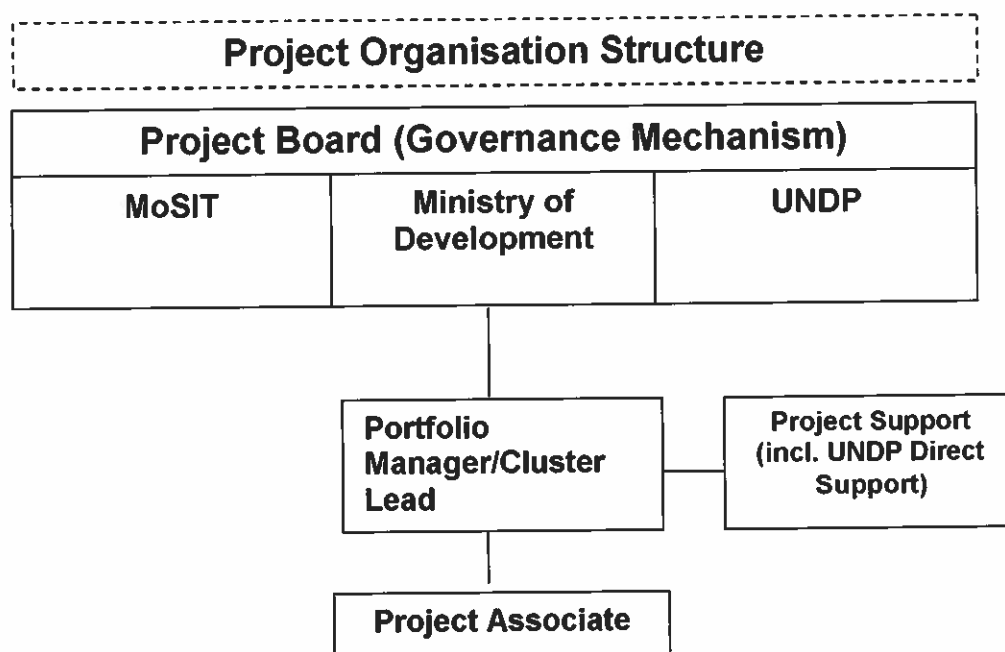 Project Organisation Structure
Project Board (Governance Mechanism)
MoSIT
Ministry of
Development
UNDP
Portfolio
Manager/Cluster
Lead
Project Support
(incl. UNDP Direct
Support)
Project Associate